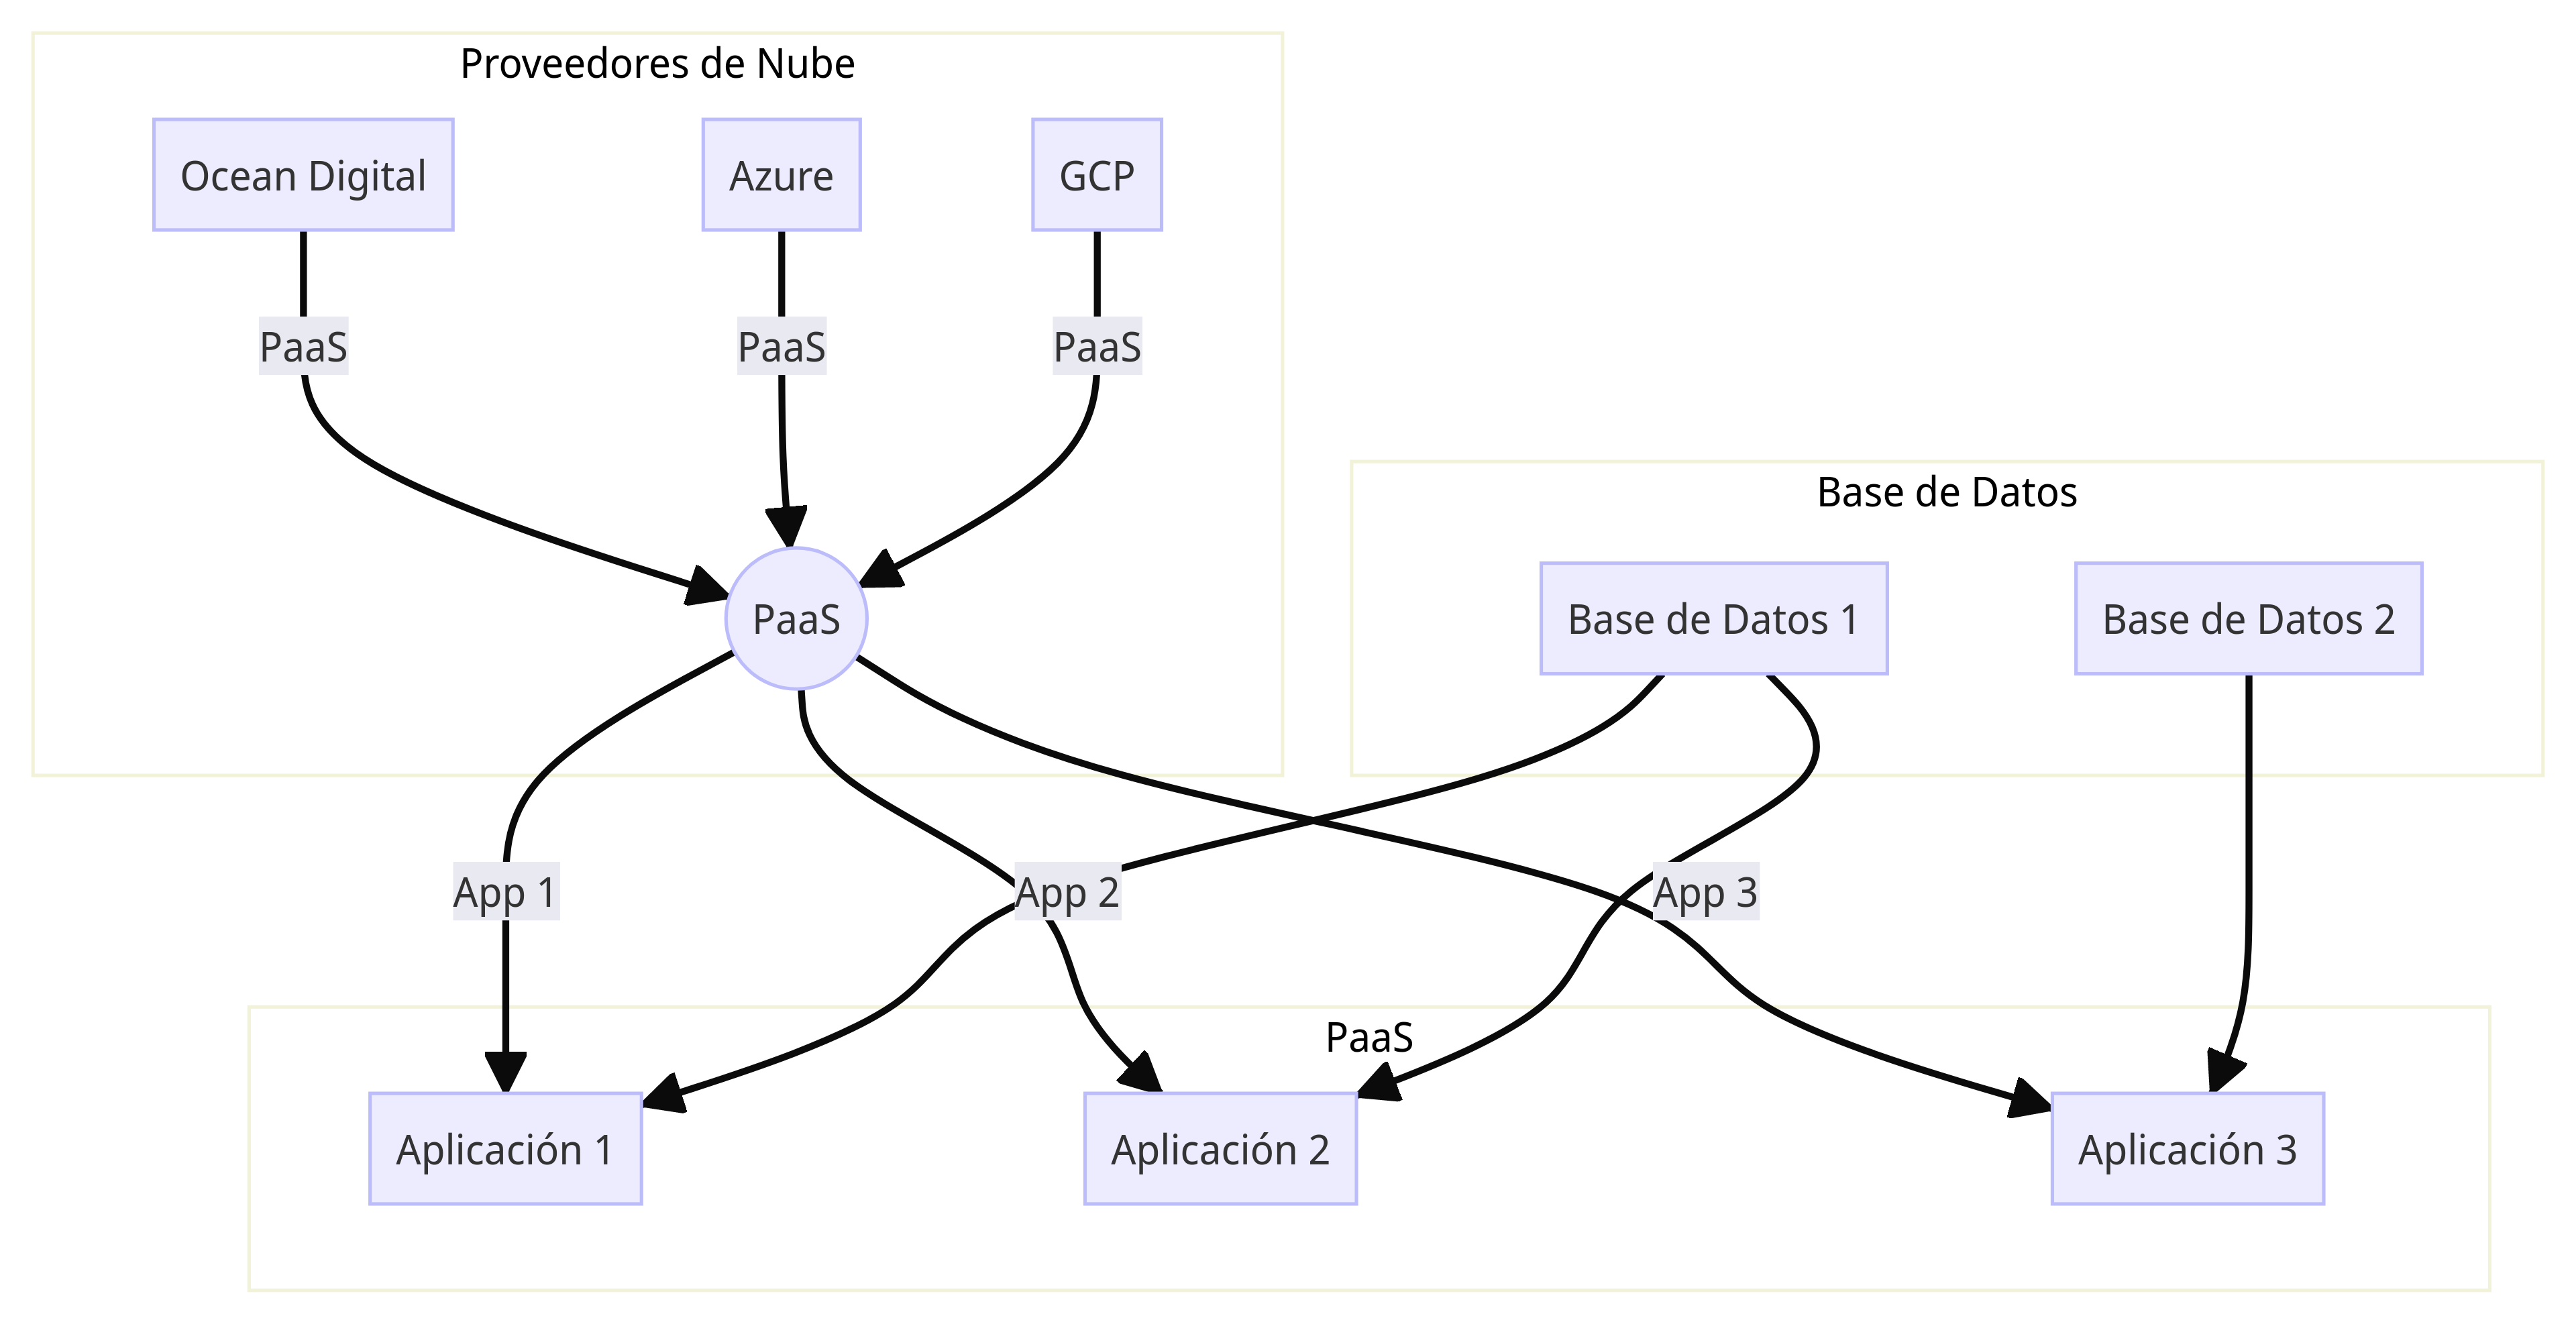 Proveedores de Nube
Ocean Digital
Azure
GCP
PaaS
PaaS
PaaS
Base de Datos
PaaS
Base de Datos 1
Base de Datos 2
App 1
App 2
App 3
PaaS
Aplicación 1
Aplicación 2
Aplicación 3